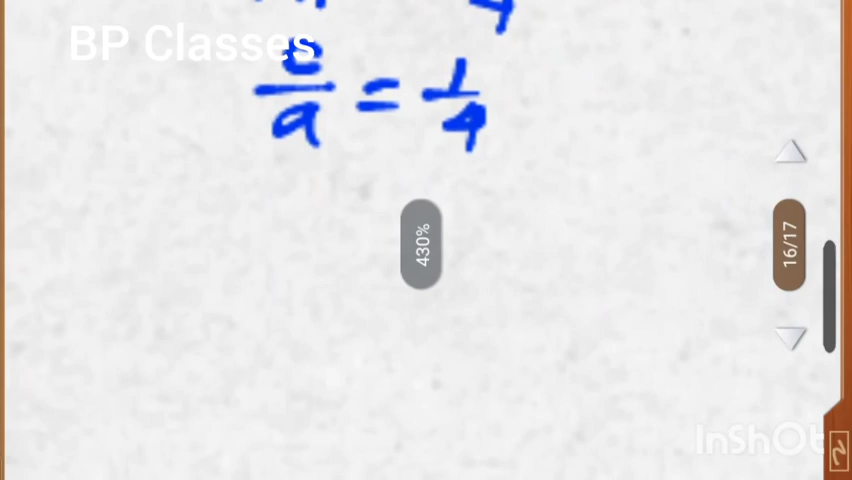 BP Classes
c/a = 1/4
430%
16/17
InShOt